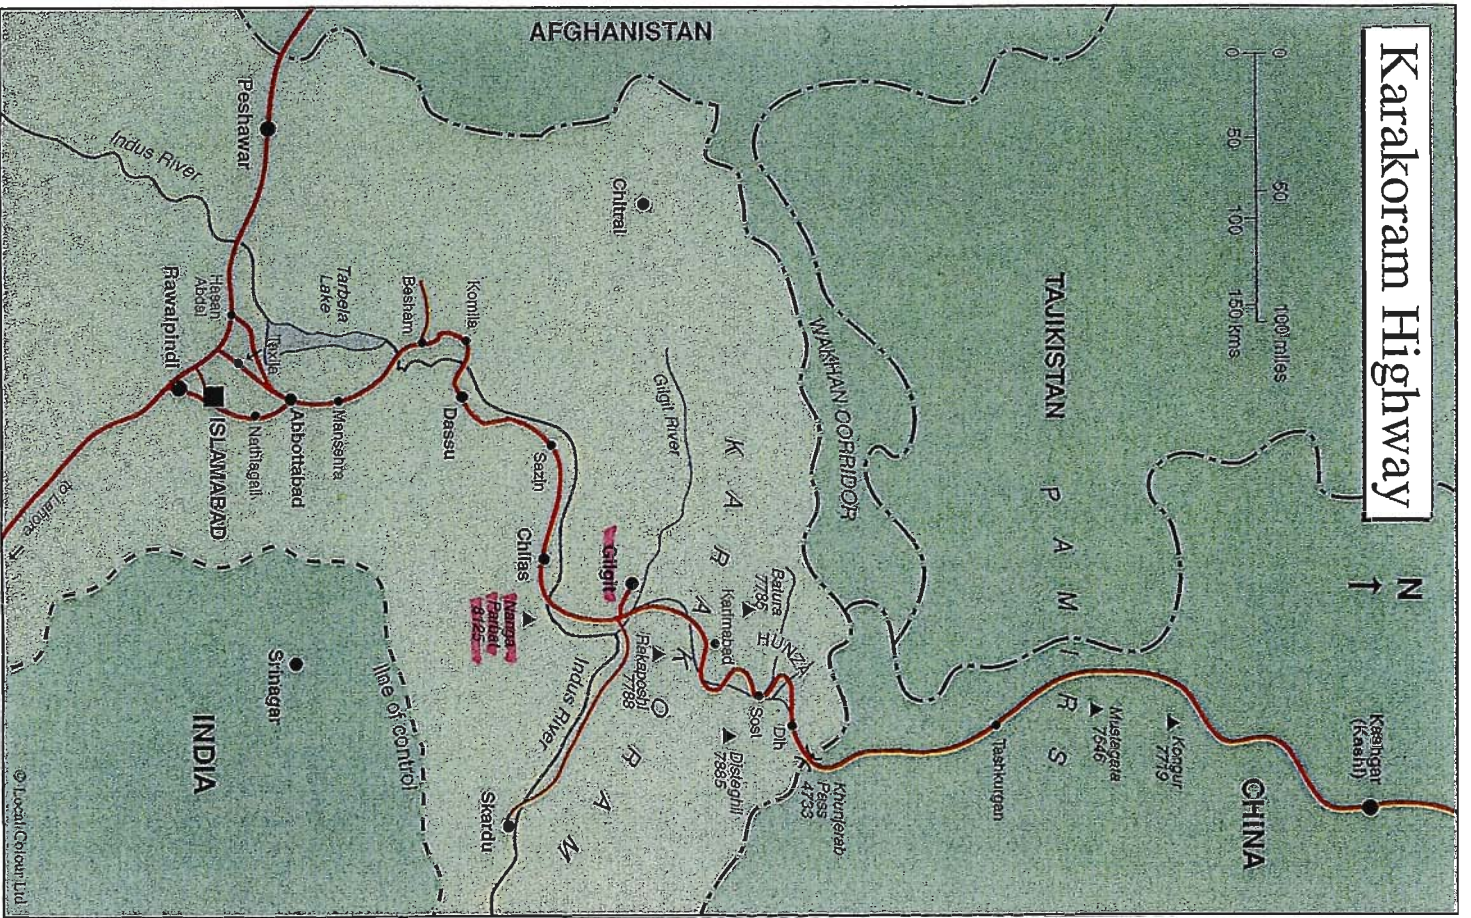 Karakoram Highway
N
0 50 100 miles
0 50 100 150 kms
AFGHANISTAN
TAJIKISTAN
CHINA
INDIA
WAKHAN CORRIDOR
P A M I R S
K A R A K O R A M
HUNZA
Kashgar
(Kashi)
Kongur
7719
Mustagata
7546
Tashkurgan
Khunjerab
Pass
4733
Dih
Sost
Batura
7785
Karimabad
Distaghil
7885
Rakaposhi
7788
Chitral
Gilgit River
Gilgit
Nanga
Parbat
8125
Chilas
Sazin
Indus River
Skardu
Komila
Dassu
Besham
Tarbela
Lake
Mansehra
Abbottabad
Nathiagali
Taxila
Hasan
Abdal
ISLAMABAD
Rawalpindi
Peshawar
Indus River
to Lahore
line of control
Srinagar
© Local Colour Ltd